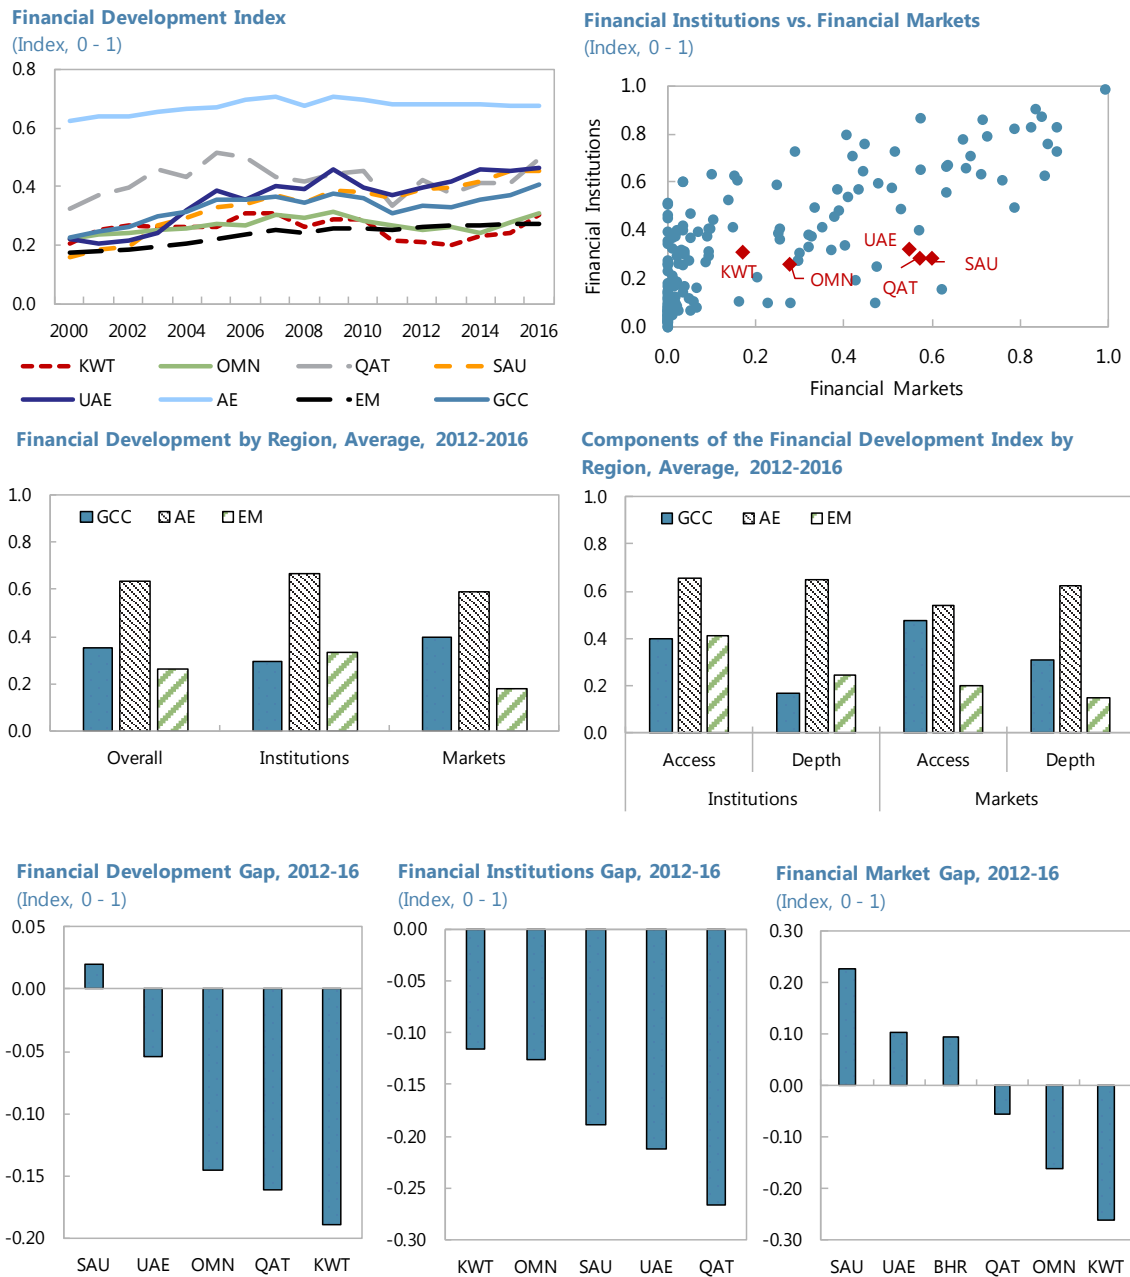 Financial Development Index
(Index, 0 - 1)
0.8
0.6
0.4
0.2
0.0
2000 2002 2004 2006 2008 2010 2012 2014 2016
KWT OMN QAT SAU
UAE AE EM GCC
Financial Institutions vs. Financial Markets
(Index, 0 - 1)
Financial Institutions
1.0
0.8
0.6
0.4
0.2
0.0
KWT
OMN
UAE
QAT
SAU
0.0 0.2 0.4 0.6 0.8 1.0
Financial Markets
Financial Development by Region, Average, 2012-2016
1.0
0.8
0.6
0.4
0.2
0.0
GCC AE EM
Overall Institutions Markets
Components of the Financial Development Index by
Region, Average, 2012-2016
1.0
0.8
0.6
0.4
0.2
0.0
GCC AE EM
Access Depth Access Depth
Institutions Markets
Financial Development Gap, 2012-16
(Index, 0 - 1)
0.05
0.00
-0.05
-0.10
-0.15
-0.20
SAU UAE OMN QAT KWT
Financial Institutions Gap, 2012-16
(Index, 0 - 1)
0.00
-0.05
-0.10
-0.15
-0.20
-0.25
-0.30
KWT OMN SAU UAE QAT
Financial Market Gap, 2012-16
(Index, 0 - 1)
0.30
0.20
0.10
0.00
-0.10
-0.20
-0.30
SAU UAE BHR QAT OMN KWT